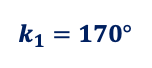 k₁ = 170°